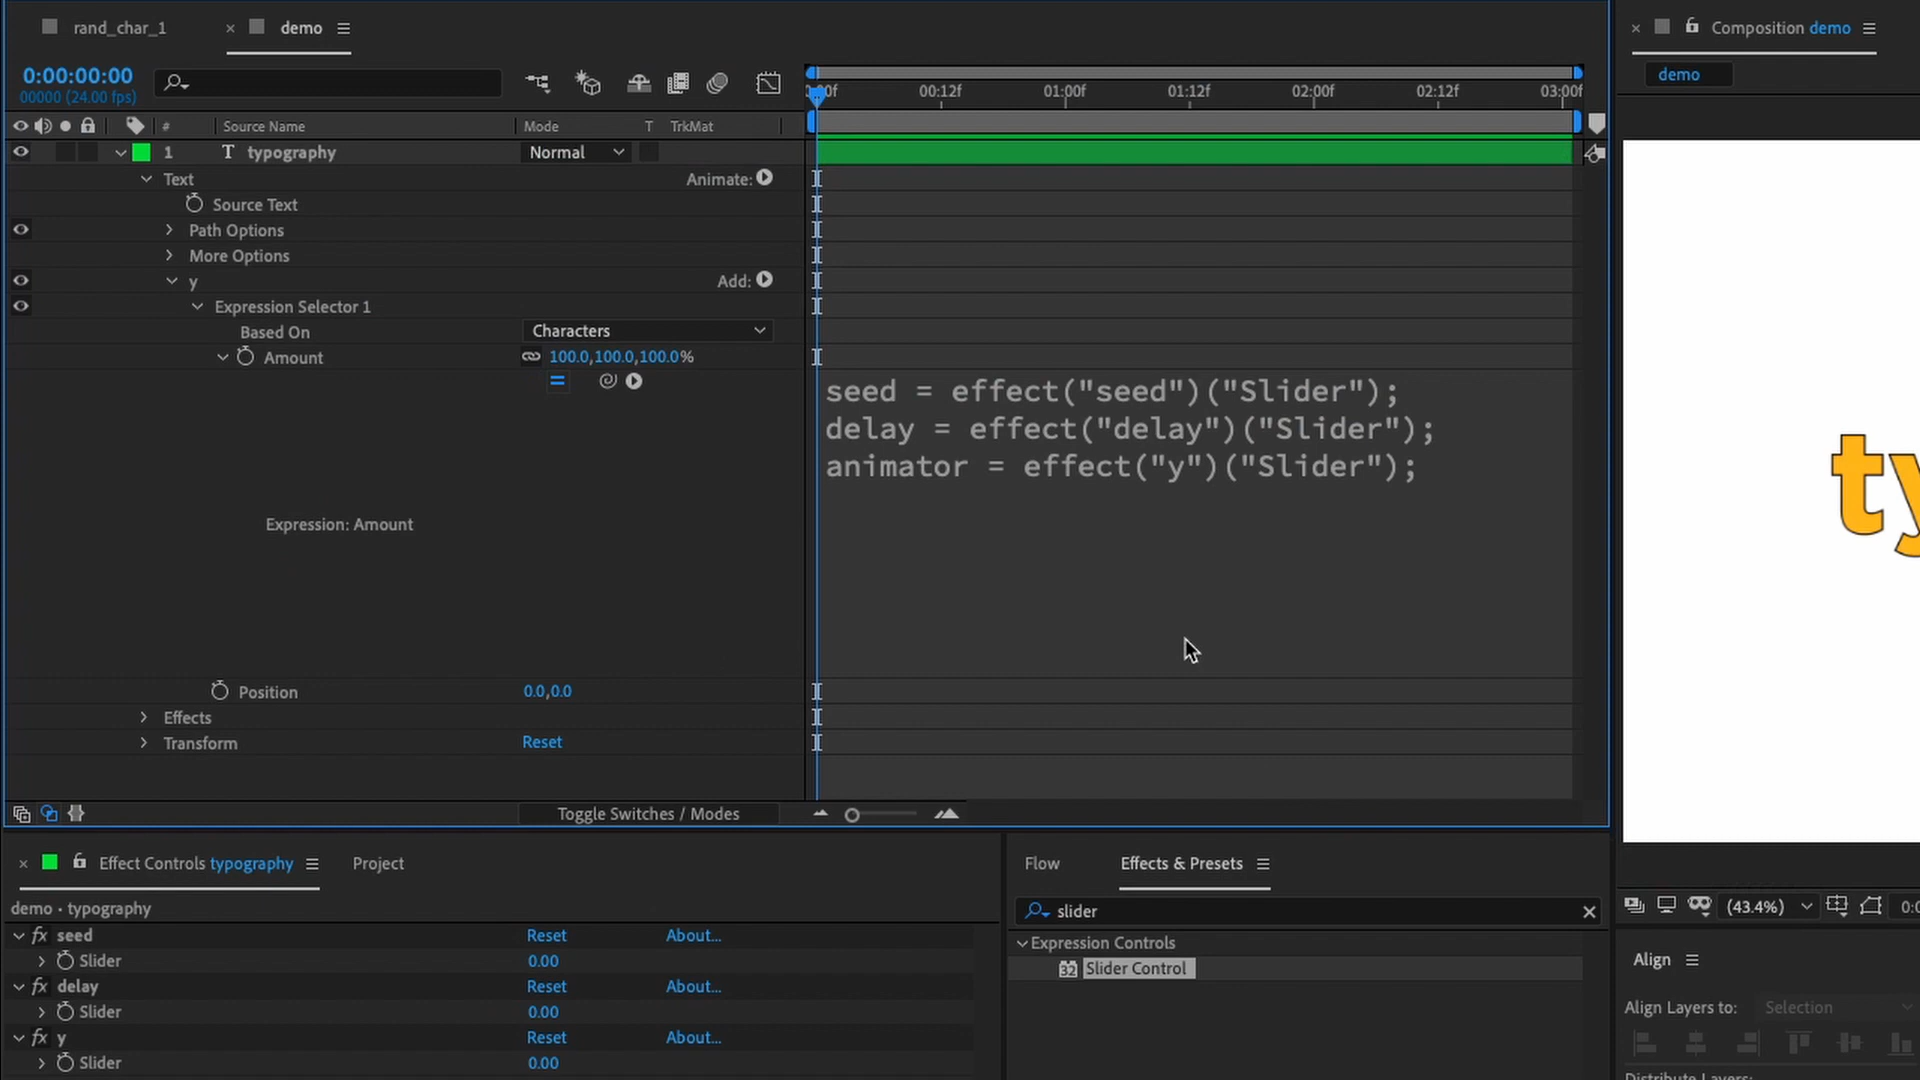 rand_char_1
× demo
× Composition demo
0:00:00:00
00000 (24.00 fps)
demo
00:12f 01:00f 01:12f 02:00f 02:12f 03:00f
# Source Name Mode T TrkMat
1 T typography Normal
Text Animate:
Source Text
Path Options
More Options
y Add:
Expression Selector 1
Based On Characters
Amount 100.0,100.0,100.0%
seed = effect("seed")("Slider");
delay = effect("delay")("Slider");
animator = effect("y")("Slider");
ty
Expression: Amount
Position 0.0,0.0
Effects
Transform Reset
Toggle Switches / Modes
× Effect Controls typography Project
Flow Effects & Presets
demo · typography
slider
(43.4%)
fx seed Reset About...
Slider 0.00
fx delay Reset About...
Slider 0.00
fx y Reset About...
Slider 0.00
Expression Controls
32 Slider Control
Align
Align Layers to: Selection
Distribute Layers: